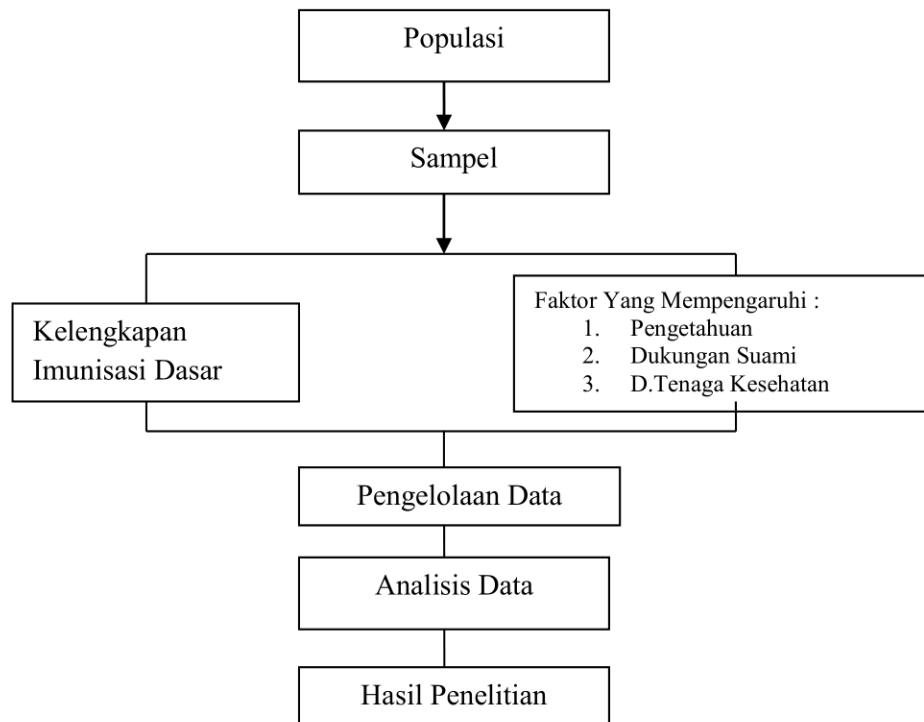 Populasi
Sampel
Kelengkapan
Imunisasi Dasar
Faktor Yang Mempengaruhi :
1. Pengetahuan
2. Dukungan Suami
3. D.Tenaga Kesehatan
Pengelolaan Data
Analisis Data
Hasil Penelitian